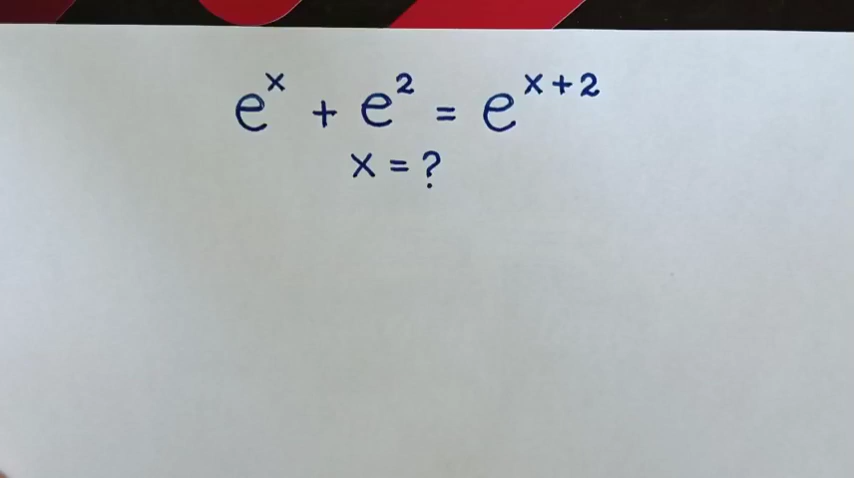 e^x + e^2 = e^{x+2}
x = ?